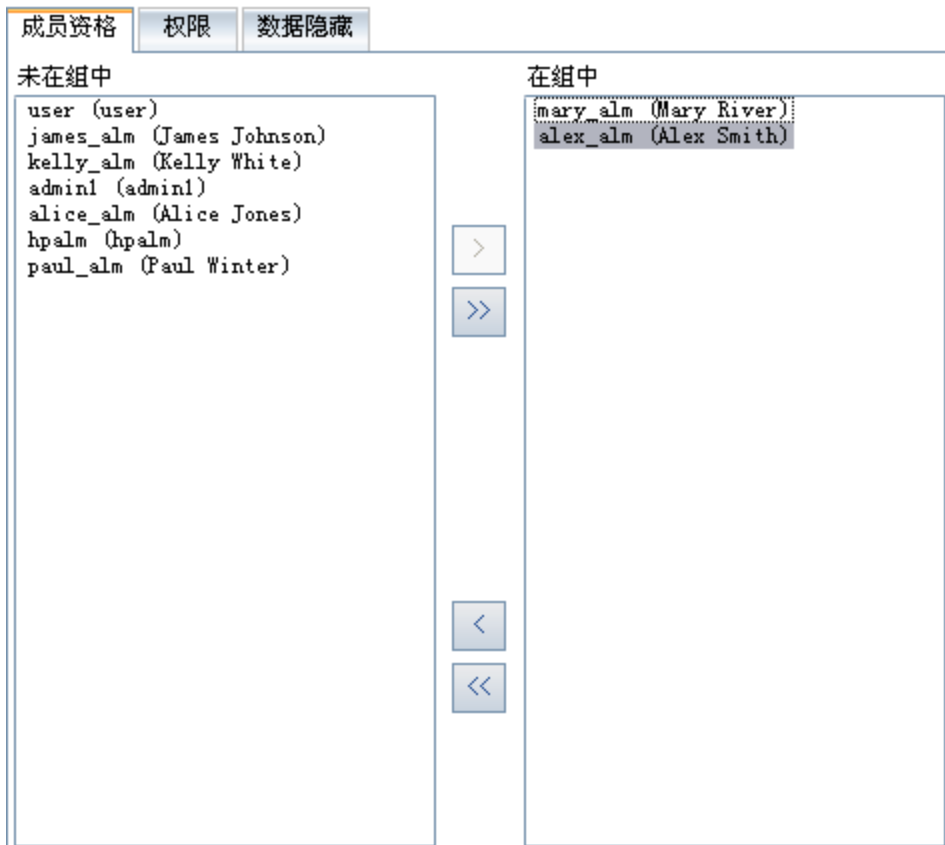 成员资格 权限 数据隐藏
未在组中
user (user)
james_alm (James Johnson)
kelly_alm (Kelly White)
admin1 (admin1)
alice_alm (Alice Jones)
hpalm (hpalm)
paul_alm (Paul Winter)
>
>>
<
<<
在组中
mary_alm (Mary River)
alex_alm (Alex Smith)